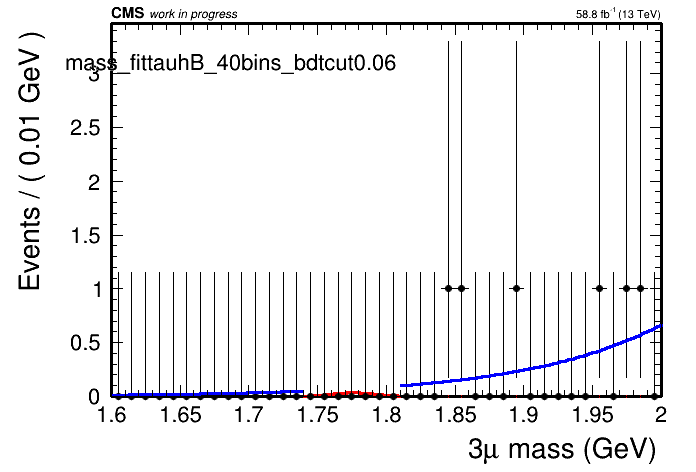 CMS work in progress
58.8 fb-1 (13 TeV)
mass_fittauhB_40bins_bdtcut0.06
Events / ( 0.01 GeV )
3
2.5
2
1.5
1
0.5
0
1.6 1.65 1.7 1.75 1.8 1.85 1.9 1.95 2
3μ mass (GeV)